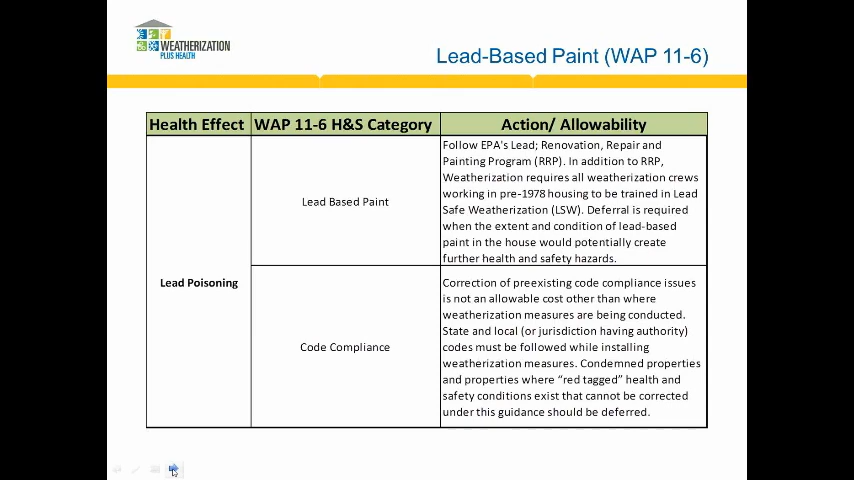 WEATHERIZATION
PLUS HEALTH
Lead-Based Paint (WAP 11-6)
Health Effect
WAP 11-6 H&S Category
Action/ Allowability
Lead Poisoning
Lead Based Paint
Follow EPA's Lead; Renovation, Repair and
Painting Program (RRP). In addition to RRP,
Weatherization requires all weatherization crews
working in pre-1978 housing to be trained in Lead
Safe Weatherization (LSW). Deferral is required
when the extent and condition of lead-based
paint in the house would potentially create
further health and safety hazards.
Code Compliance
Correction of preexisting code compliance issues
is not an allowable cost other than where
weatherization measures are being conducted.
State and local (or jurisdiction having authority)
codes must be followed while installing
weatherization measures. Condemned properties
and properties where “red tagged” health and
safety conditions exist that cannot be corrected
under this guidance should be deferred.